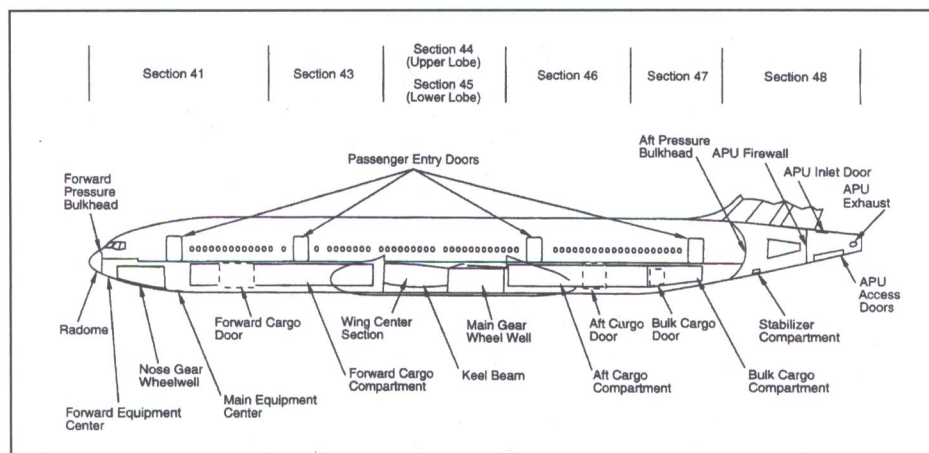 Section 41
Section 43
Section 44
(Upper Lobe)
Section 45
(Lower Lobe)
Section 46
Section 47
Section 48
Passenger Entry Doors
Aft Pressure
Bulkhead
APU Firewall
APU Inlet Door
APU
Exhaust
Forward
Pressure
Bulkhead
Radome
Forward Cargo
Door
Wing Center
Section
Main Gear
Wheel Well
Aft Curgo
Door
Bulk Cargo
Door
Stabilizer
Compartment
APU
Access
Doors
Nose Gear
Wheelwell
Forward Cargo
Compartment
Keel Beam
Aft Cargo
Compartment
Bulk Cargo
Compartment
Main Equipment
Center
Forward Equipment
Center